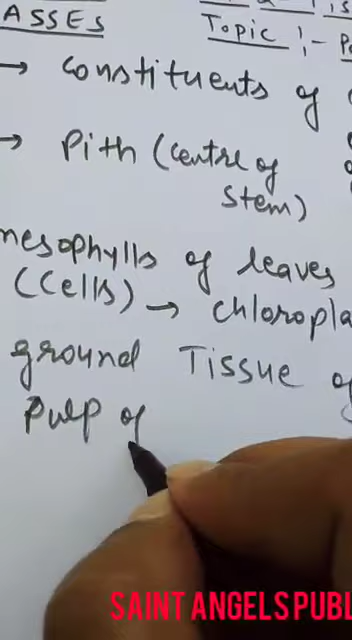 ASSES
Topic :-
→ Constituents of
→ Pith (Centre of
Stem)
mesophylls of leaves
(Cells) → chloropla
ground Tissue of
Pulp of
SAINT ANGELS PUBL